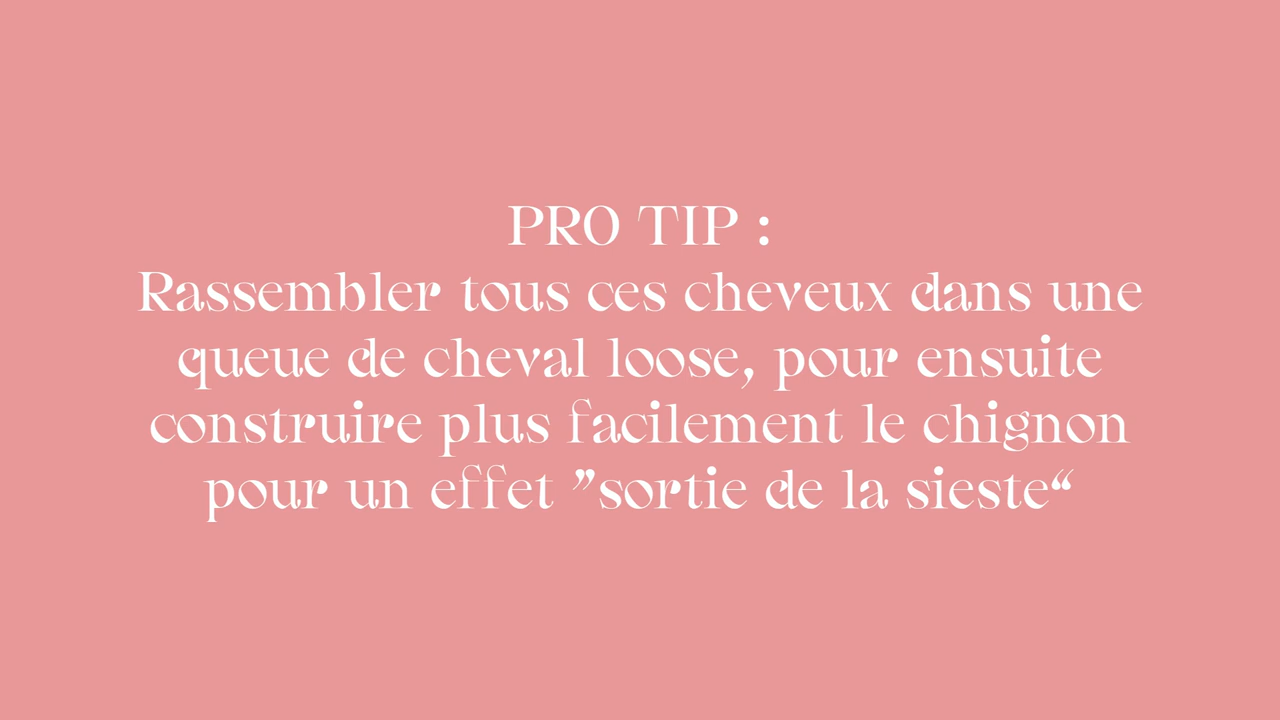 PRO TIP :
Rassembler tous ces cheveux dans une
queue de cheval loose, pour ensuite
construire plus facilement le chignon
pour un effet ”sortie de la sieste“